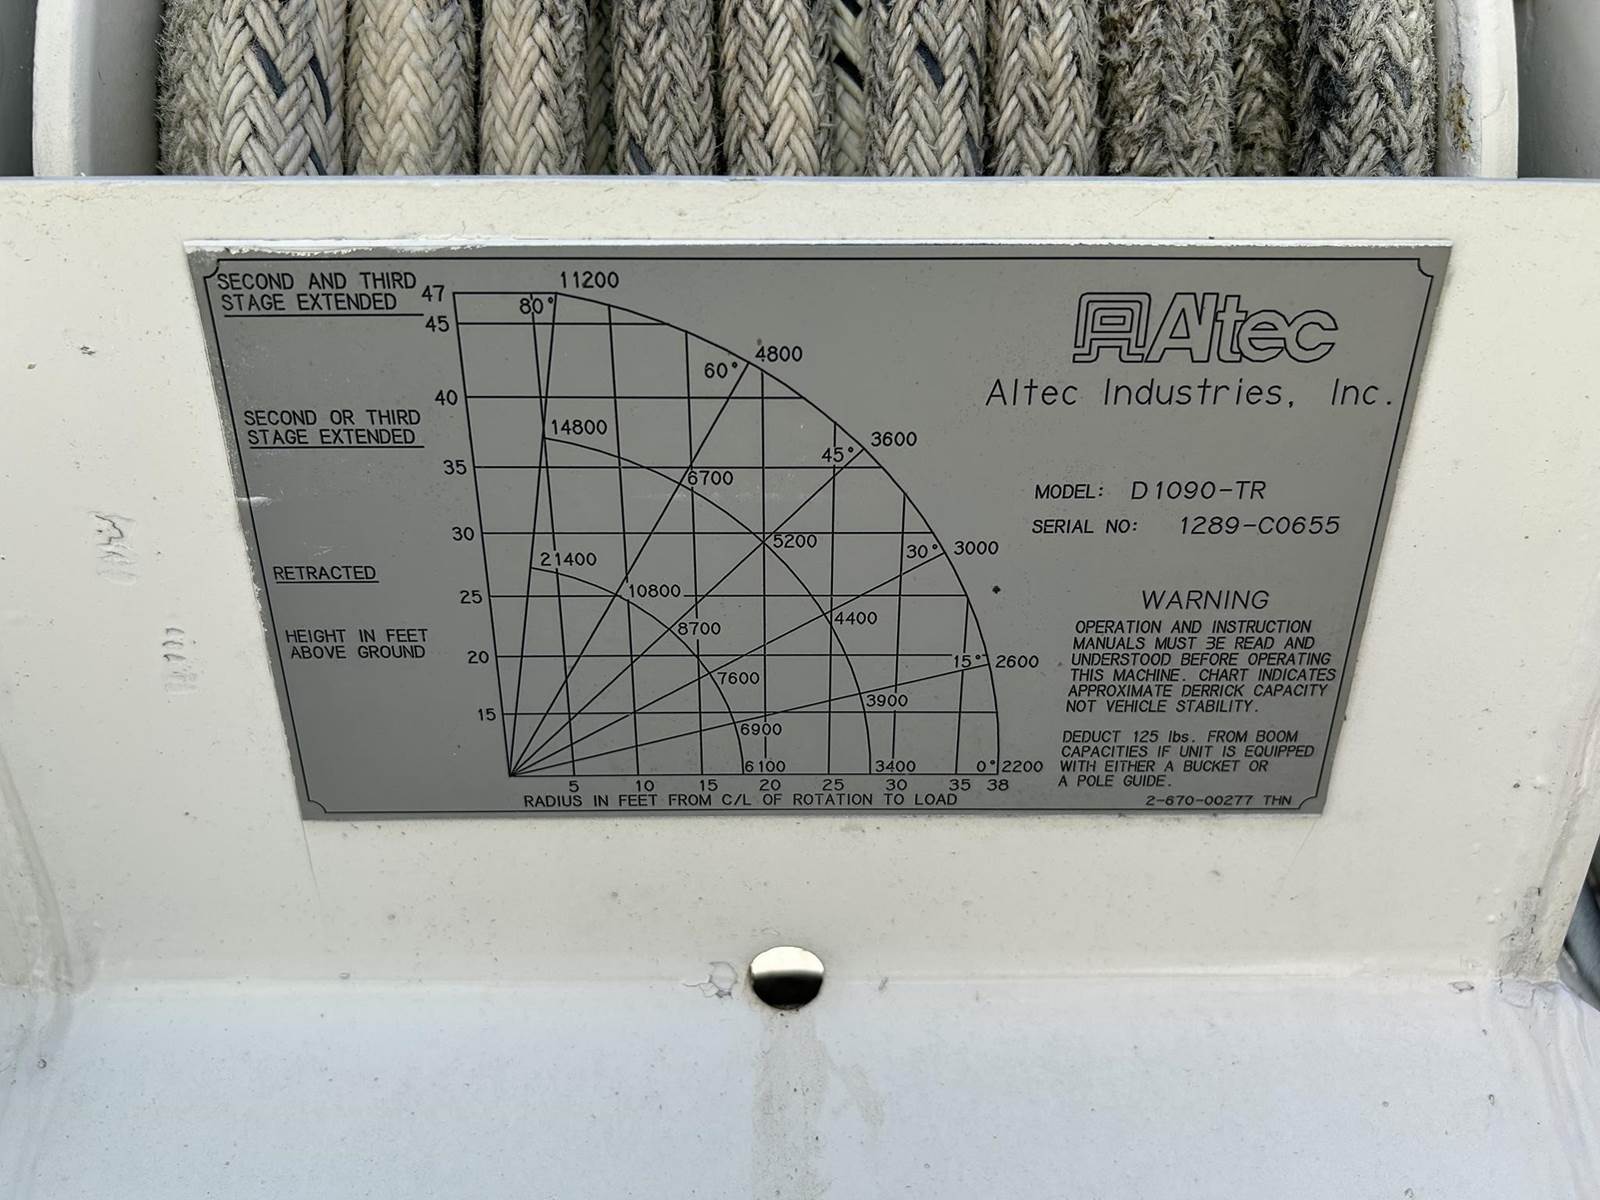 SECOND AND THIRD
STAGE EXTENDED
47
80°
11200
45
60°
4800
40
SECOND OR THIRD
STAGE EXTENDED
14800
45°
3600
35
6700
30
5200
30°
3000
RETRACTED
21400
25
10800
4400
8700
HEIGHT IN FEET
ABOVE GROUND
20
15°
2600
7600
3900
15
6900
6100
3400
0°
2200
5 10 15 20 25 30 35 38
RADIUS IN FEET FROM C/L OF ROTATION TO LOAD
Altec
Altec Industries, Inc.
MODEL: D1090-TR
SERIAL NO: 1289-C0655
WARNING
OPERATION AND INSTRUCTION
MANUALS MUST BE READ AND
UNDERSTOOD BEFORE OPERATING
THIS MACHINE. CHART INDICATES
APPROXIMATE DERRICK CAPACITY
NOT VEHICLE STABILITY.
DEDUCT 125 lbs. FROM BOOM
CAPACITIES IF UNIT IS EQUIPPED
WITH EITHER A BUCKET OR
A POLE GUIDE.
2-670-00277 THN